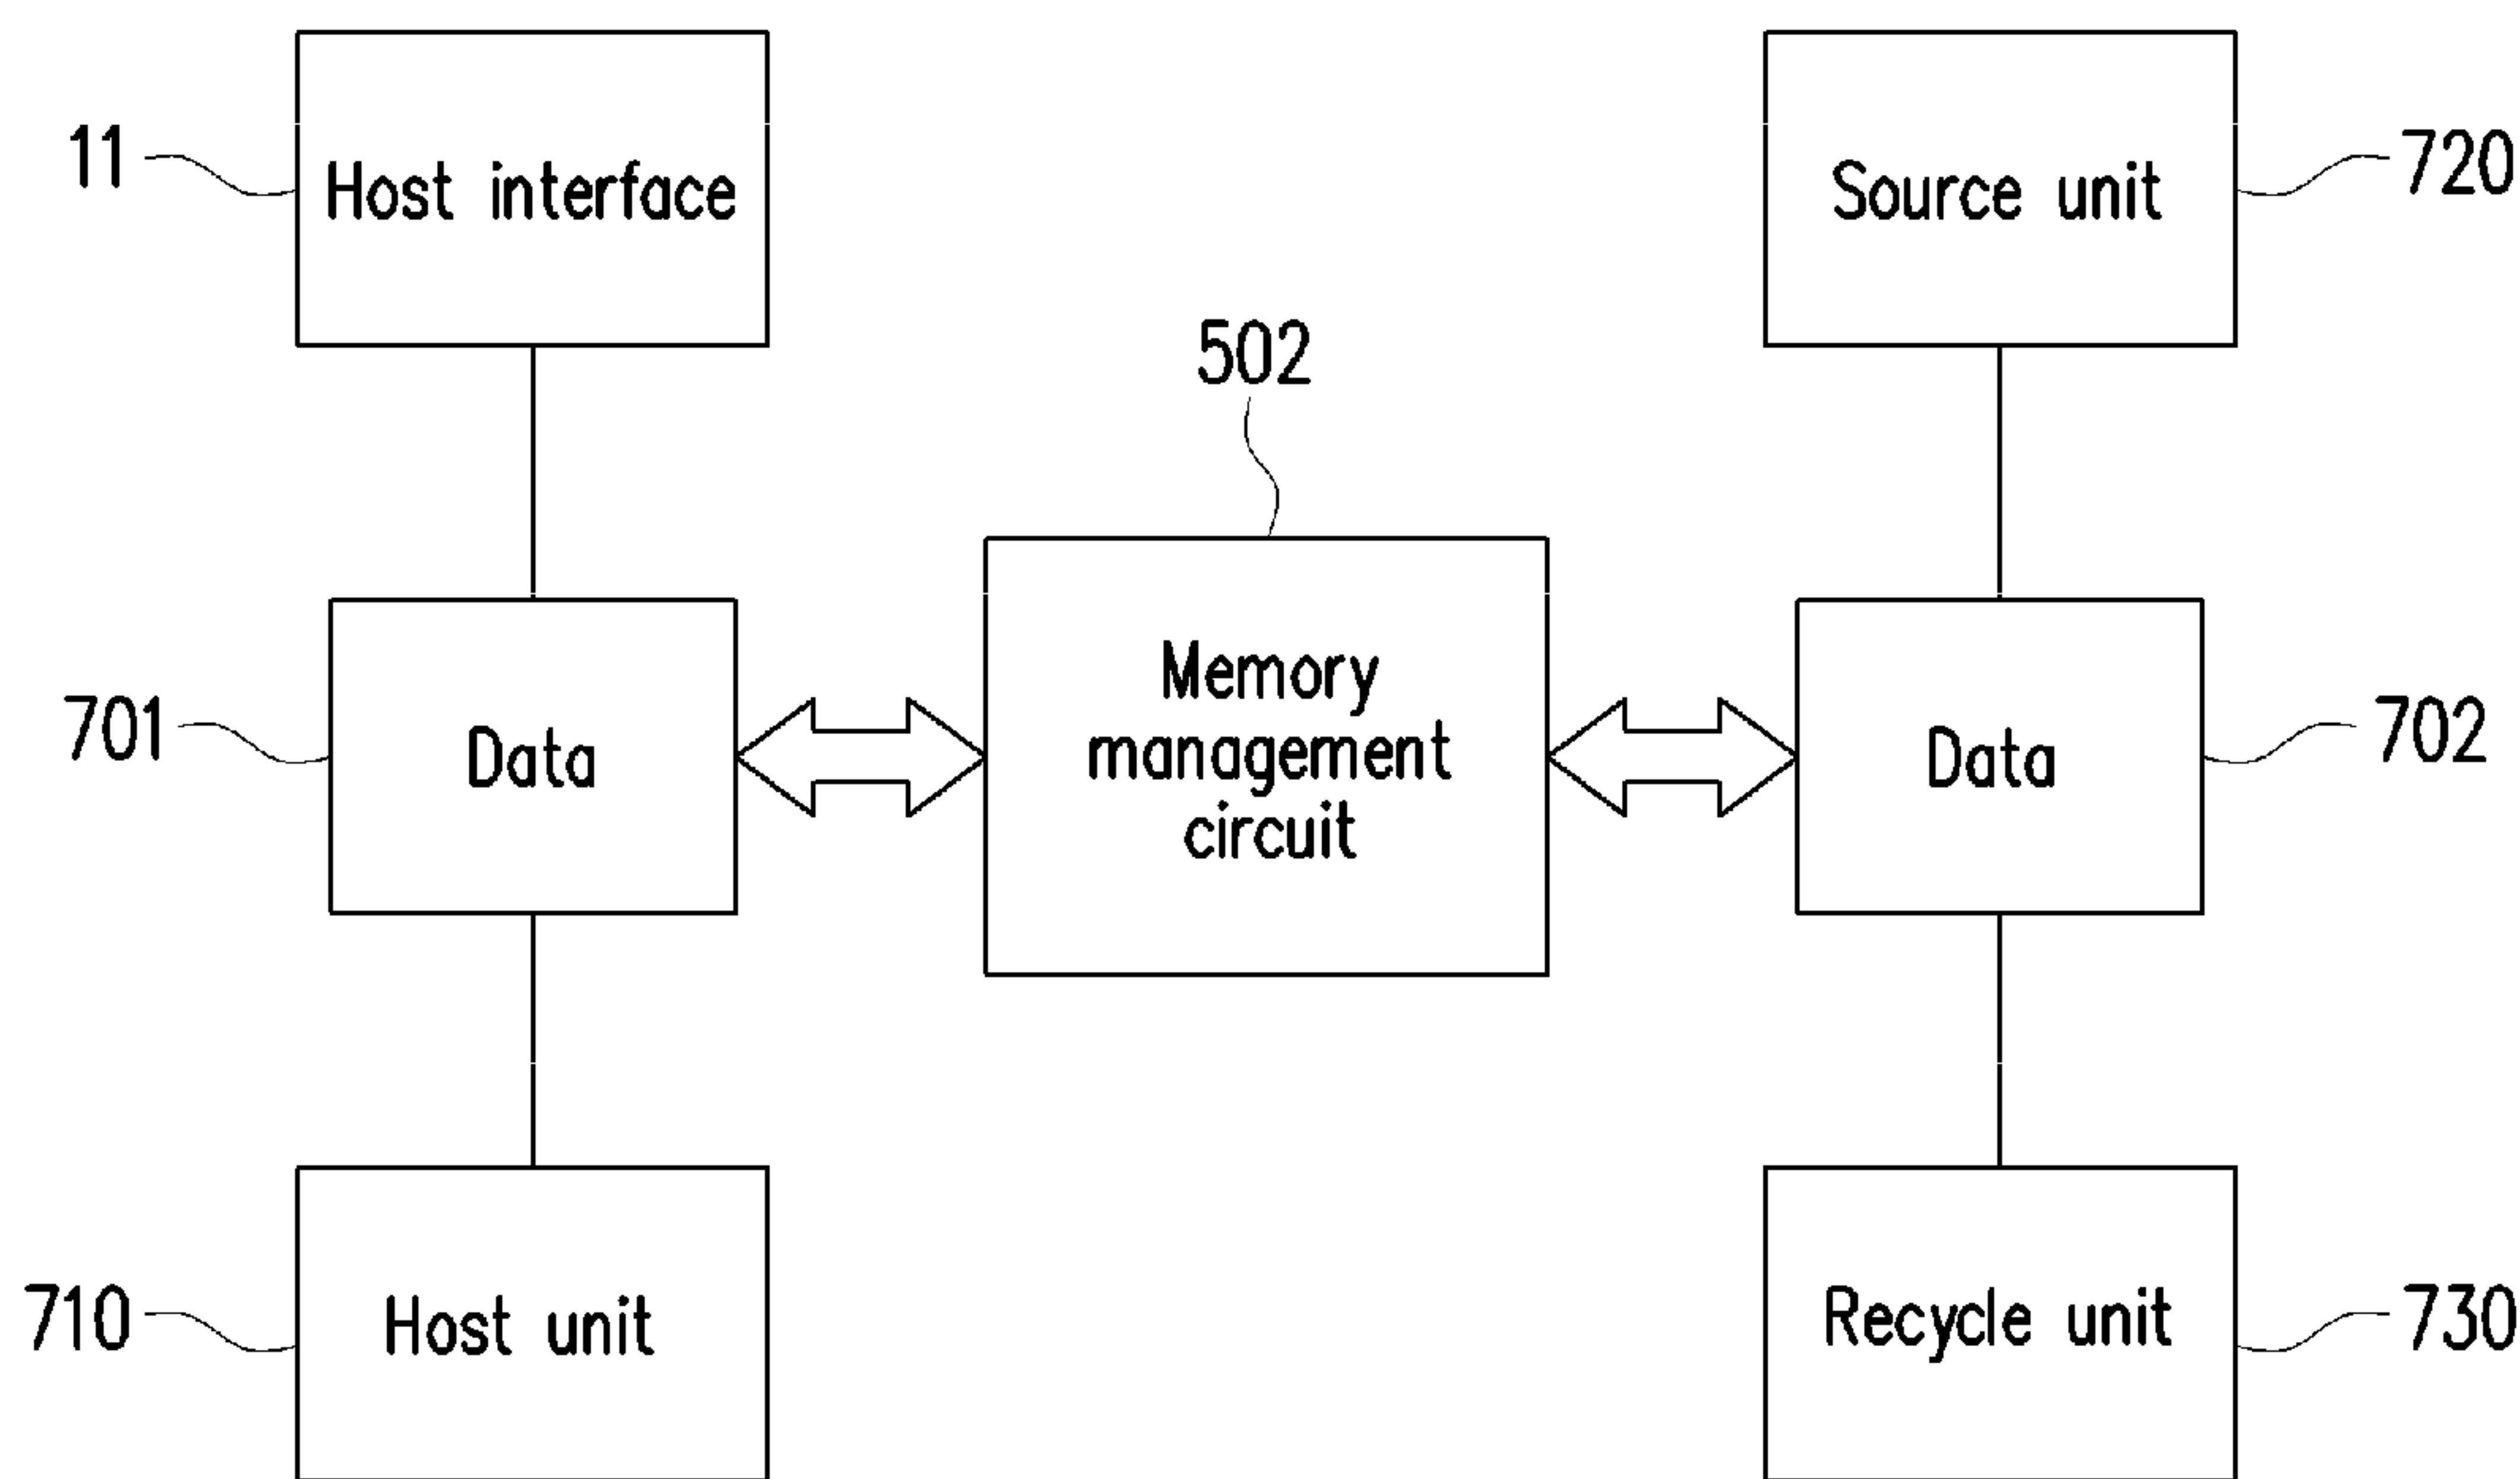 11
Host interface
Source unit
720
502
701
Data
Memory
management
circuit
Data
702
710
Host unit
Recycle unit
730